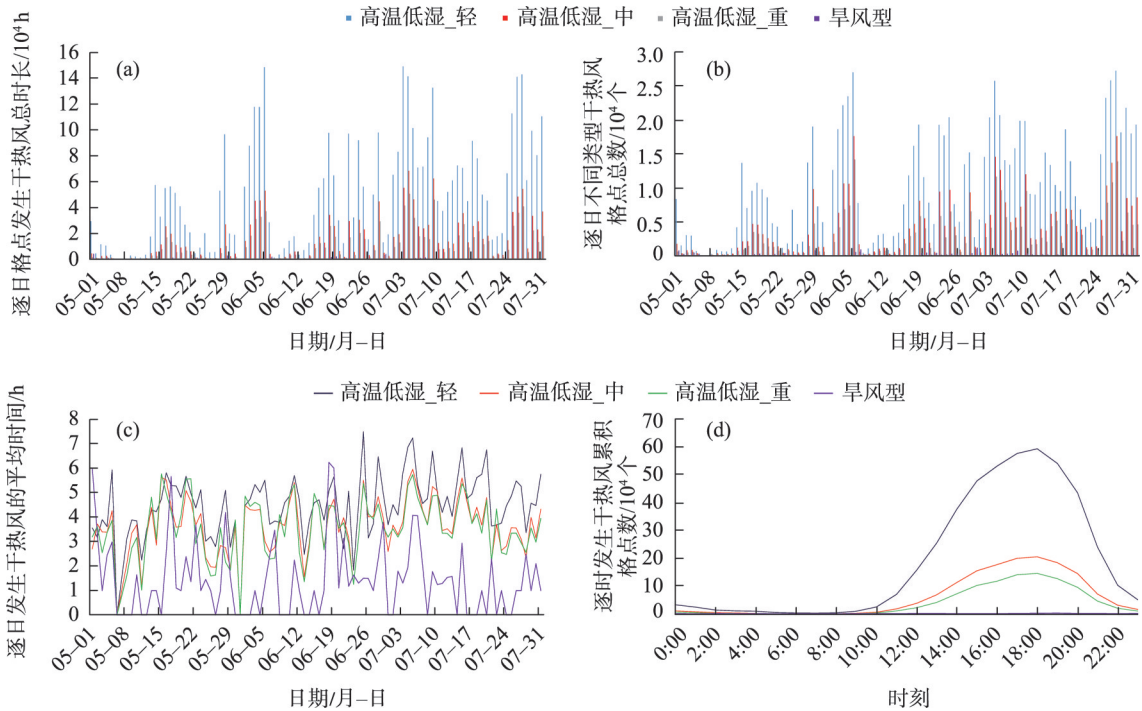 高温低湿_轻 高温低湿_中 高温低湿_重 旱风型
逐日格点发生干热风总时长/10⁴ h
16
14
12
10
8
6
4
2
0
(a)
05–01 05–08 05–15 05–22 05–29 06–05 06–12 06–19 06–26 07–03 07–10 07–17 07–24 07–31
日期/月–日
逐日不同类型干热风
格点总数/10⁴个
3.0
2.5
2.0
1.5
1.0
0.5
0
(b)
05–01 05–08 05–15 05–22 05–29 06–05 06–12 06–19 06–26 07–03 07–10 07–17 07–24 07–31
日期/月–日
高温低湿_轻 高温低湿_中 高温低湿_重 旱风型
逐日发生干热风的平均时间/h
8
7
6
5
4
3
2
1
0
(c)
05–01 05–08 05–15 05–22 05–29 06–05 06–12 06–19 06–26 07–03 07–10 07–17 07–24 07–31
日期/月–日
逐时发生干热风累积
格点数/10⁴个
70
60
50
40
30
20
10
0
(d)
0:00 2:00 4:00 6:00 8:00 10:00 12:00 14:00 16:00 18:00 20:00 22:00
时刻